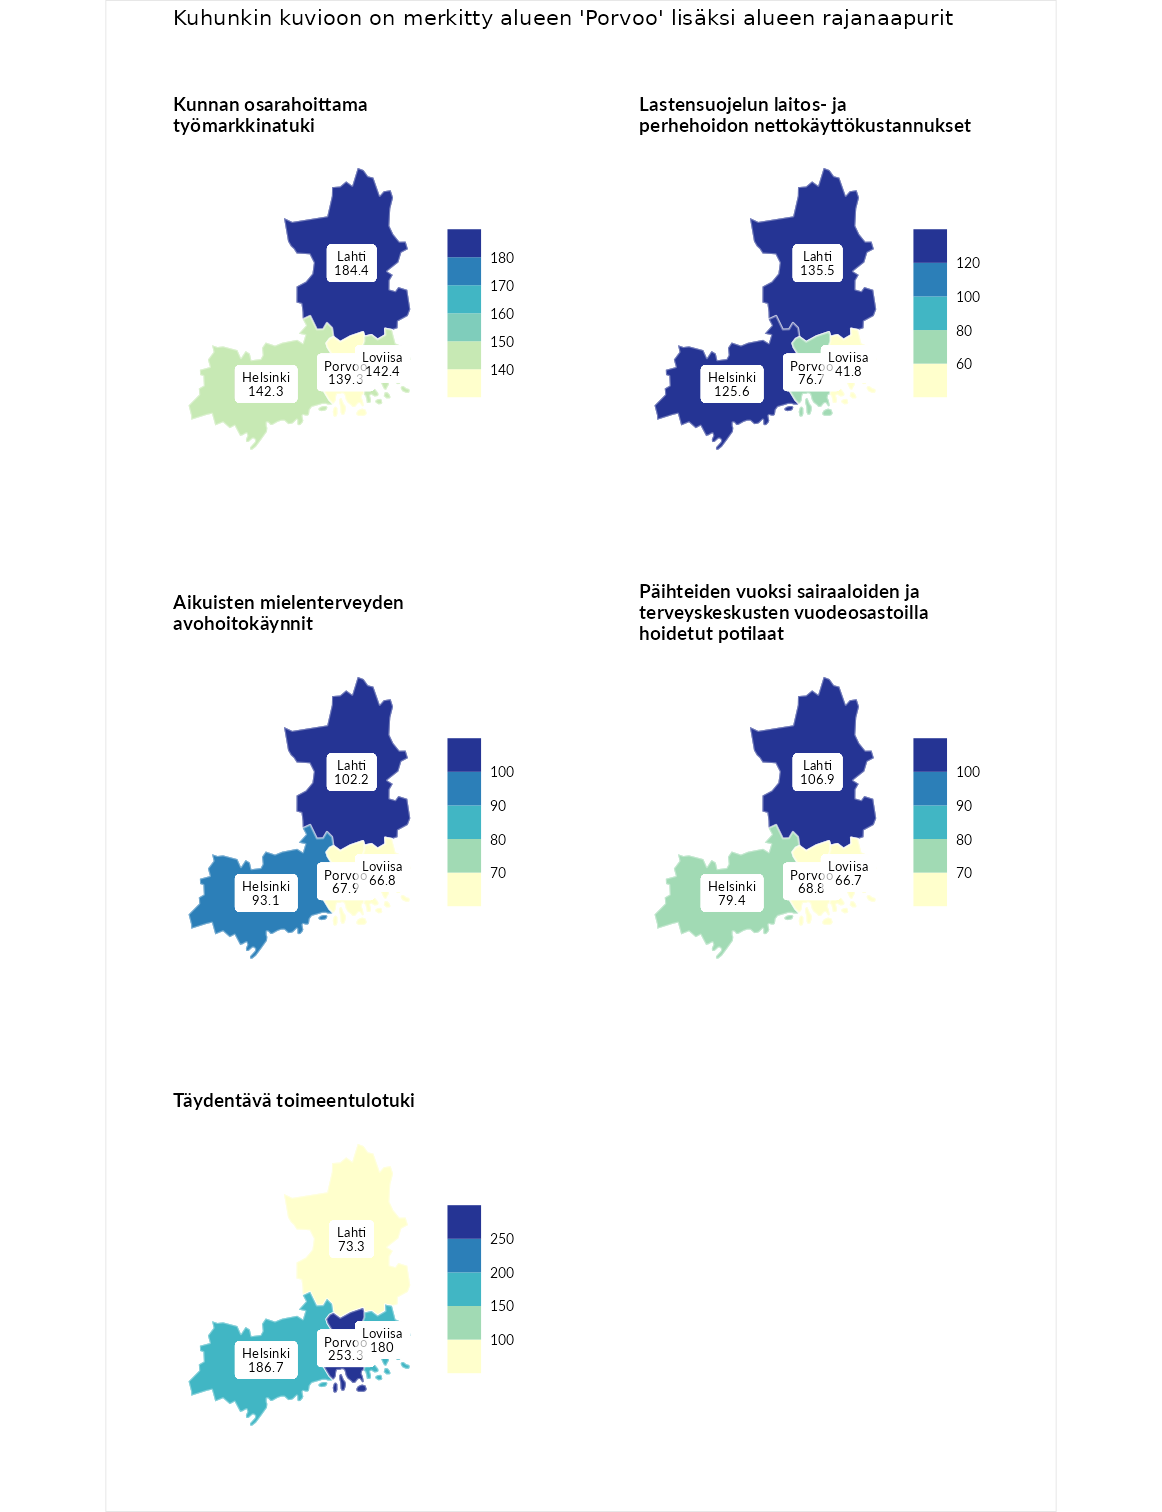 Kuhunkin kuvioon on merkitty alueen 'Porvoo' lisäksi alueen rajanaapurit
Kunnan osarahoittama
työmarkkinatuki
Lahti
184.4
Helsinki
142.3
Porvoo
139.3
Loviisa
142.4
180
170
160
150
140
Lastensuojelun laitos- ja
perhehoidon nettokäyttökustannukset
Lahti
135.5
Helsinki
125.6
Porvoo
76.7
Loviisa
41.8
120
100
80
60
Aikuisten mielenterveyden
avohoitokäynnit
Lahti
102.2
Helsinki
93.1
Porvoo
67.9
Loviisa
66.8
100
90
80
70
Päihteiden vuoksi sairaaloiden ja
terveyskeskusten vuodeosastoilla
hoidetut potilaat
Lahti
106.9
Helsinki
79.4
Porvoo
68.8
Loviisa
66.7
100
90
80
70
Täydentävä toimeentulotuki
Lahti
73.3
Helsinki
186.7
Porvoo
253.3
Loviisa
180
250
200
150
100